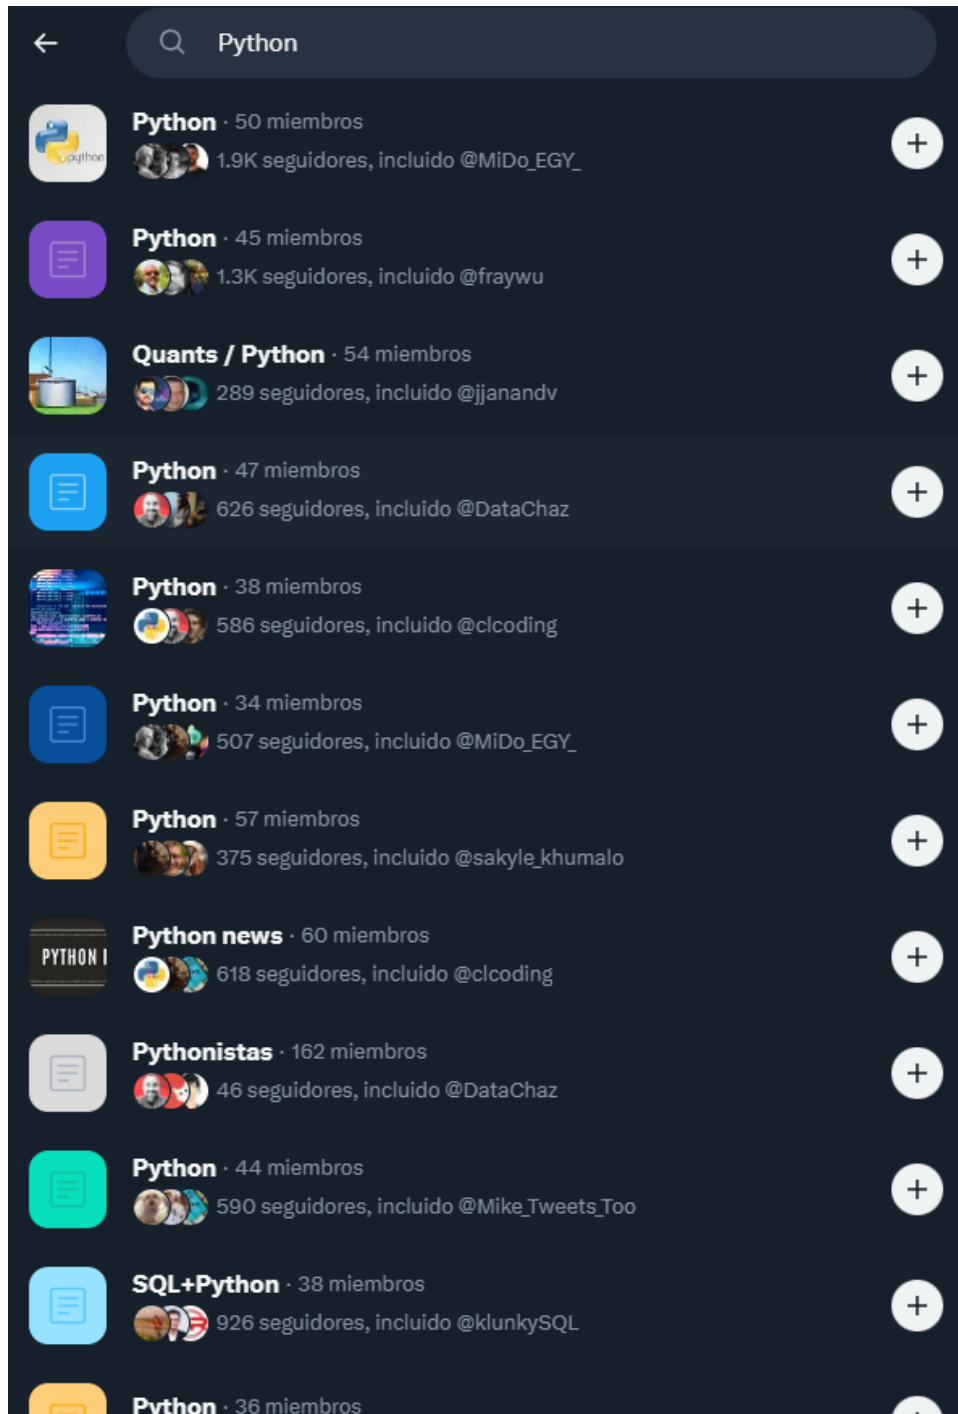 Python
Python · 50 miembros
python
1.9K seguidores, incluido @MiDo_EGY_
Python · 45 miembros
1.3K seguidores, incluido @fraywu
Quants / Python · 54 miembros
289 seguidores, incluido @jjanandv
Python · 47 miembros
626 seguidores, incluido @DataChaz
Python · 38 miembros
586 seguidores, incluido @clcoding
Python · 34 miembros
507 seguidores, incluido @MiDo_EGY_
Python · 57 miembros
375 seguidores, incluido @sakyle_khumalo
Python news · 60 miembros
PYTHON
618 seguidores, incluido @clcoding
Pythonistas · 162 miembros
46 seguidores, incluido @DataChaz
Python · 44 miembros
590 seguidores, incluido @Mike_Tweets_Too
SQL+Python · 38 miembros
926 seguidores, incluido @klunkySQL
Python · 36 miembros